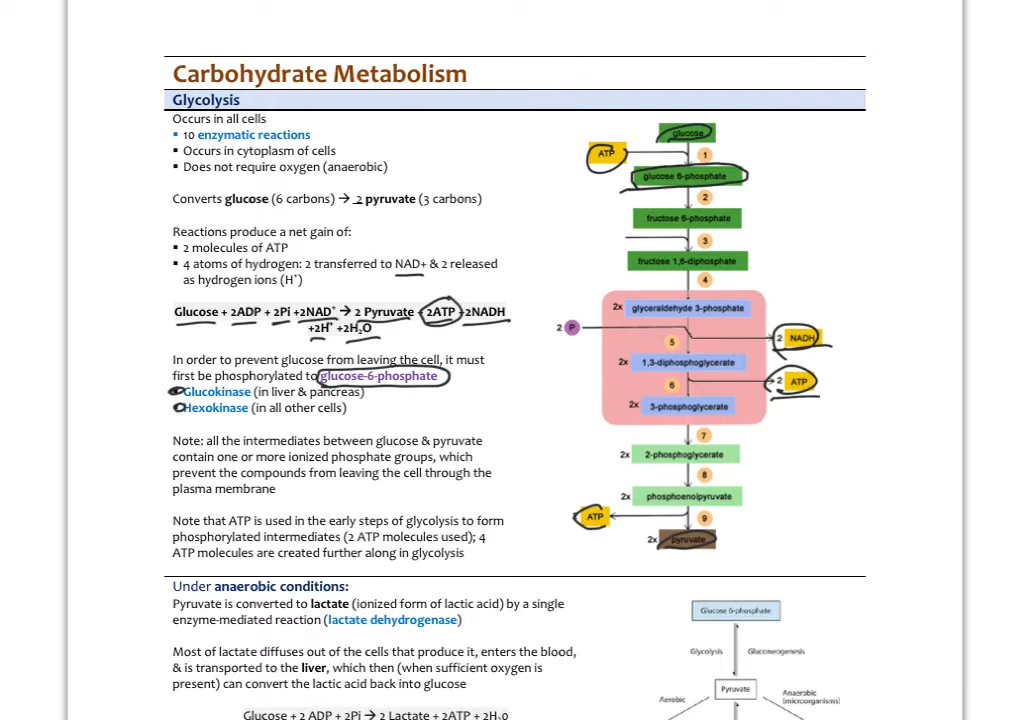 Carbohydrate Metabolism
Glycolysis
Occurs in all cells
▪ 10 enzymatic reactions
▪ Occurs in cytoplasm of cells
▪ Does not require oxygen (anaerobic)
Converts glucose (6 carbons) → 2 pyruvate (3 carbons)
Reactions produce a net gain of:
▪ 2 molecules of ATP
▪ 4 atoms of hydrogen: 2 transferred to NAD+ & 2 released
as hydrogen ions (H⁺)
Glucose + 2ADP + 2Pi +2NAD⁺ → 2 Pyruvate + 2ATP +2NADH
+2H⁺ +2H₂O
In order to prevent glucose from leaving the cell, it must
first be phosphorylated to glucose-6-phosphate
Glucokinase (in liver & pancreas)
Hexokinase (in all other cells)
Note: all the intermediates between glucose & pyruvate
contain one or more ionized phosphate groups, which
prevent the compounds from leaving the cell through the
plasma membrane
Note that ATP is used in the early steps of glycolysis to form
phosphorylated intermediates (2 ATP molecules used); 4
ATP molecules are created further along in glycolysis
glucose
ATP
1
glucose 6-phosphate
2
fructose 6-phosphate
3
fructose 1,6-diphosphate
4
2x glyceraldehyde 3-phosphate
2 P
2 NADH
5
2x 1,3-diphosphoglycerate
6
2 ATP
2x 3-phosphoglycerate
7
2x 2-phosphoglycerate
8
2x phosphoenolpyruvate
ATP
9
2x pyruvate
Under anaerobic conditions:
Pyruvate is converted to lactate (ionized form of lactic acid) by a single
enzyme-mediated reaction (lactate dehydrogenase)
Most of lactate diffuses out of the cells that produce it, enters the blood,
& is transported to the liver, which then (when sufficient oxygen is
present) can convert the lactic acid back into glucose
Glucose + 2 ADP + 2Pi → 2 Lactate + 2ATP + 2H₂O
Glucose 6-phosphate
Glycolysis
Gluconeogenesis
Pyruvate
Aerobic
Anaerobic
(microorganisms)